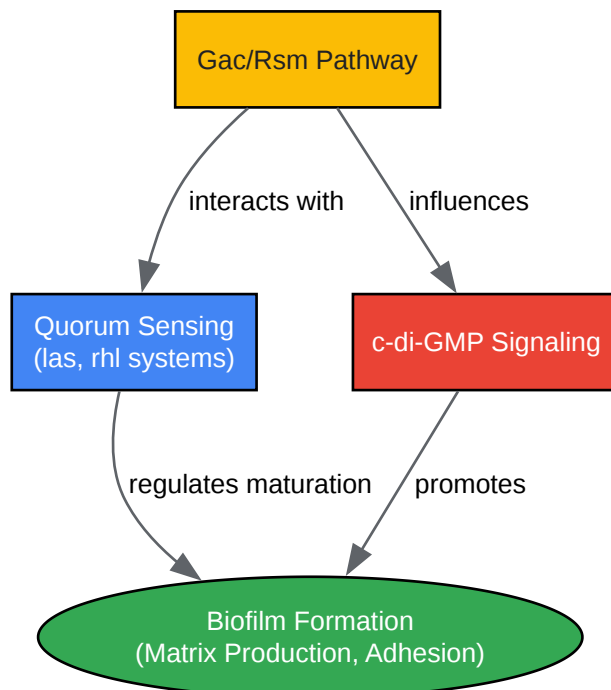 Gac/Rsm Pathway
interacts with
influences
Quorum Sensing
(las, rhl systems)
c-di-GMP Signaling
regulates maturation
promotes
Biofilm Formation
(Matrix Production, Adhesion)